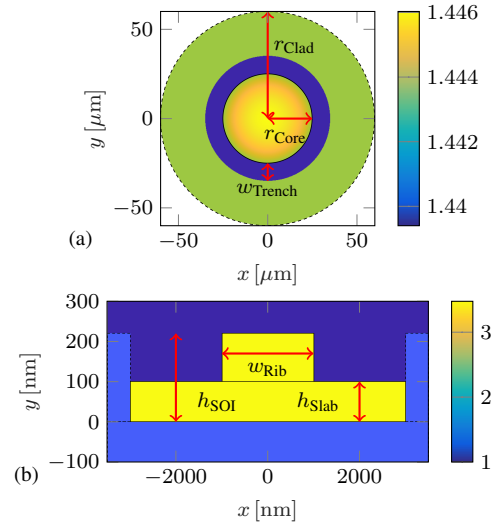 1.446
1.444
1.442
1.44
50
0
−50
y [μm]
r_Clad
r_Core
w_Trench
(a)
−50 0 50
x [μm]
300
200
100
0
−100
y [nm]
w_Rib
h_SOI h_Slab
3
2
1
(b)
−2000 0 2000
x [nm]